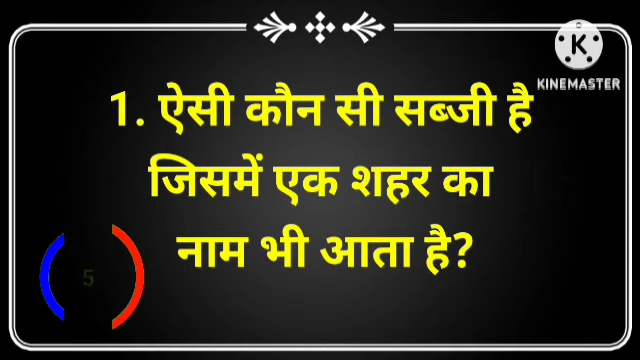 KINEMASTER
1. ऐसी कौन सी सब्जी है
जिसमें एक शहर का
नाम भी आता है?
5